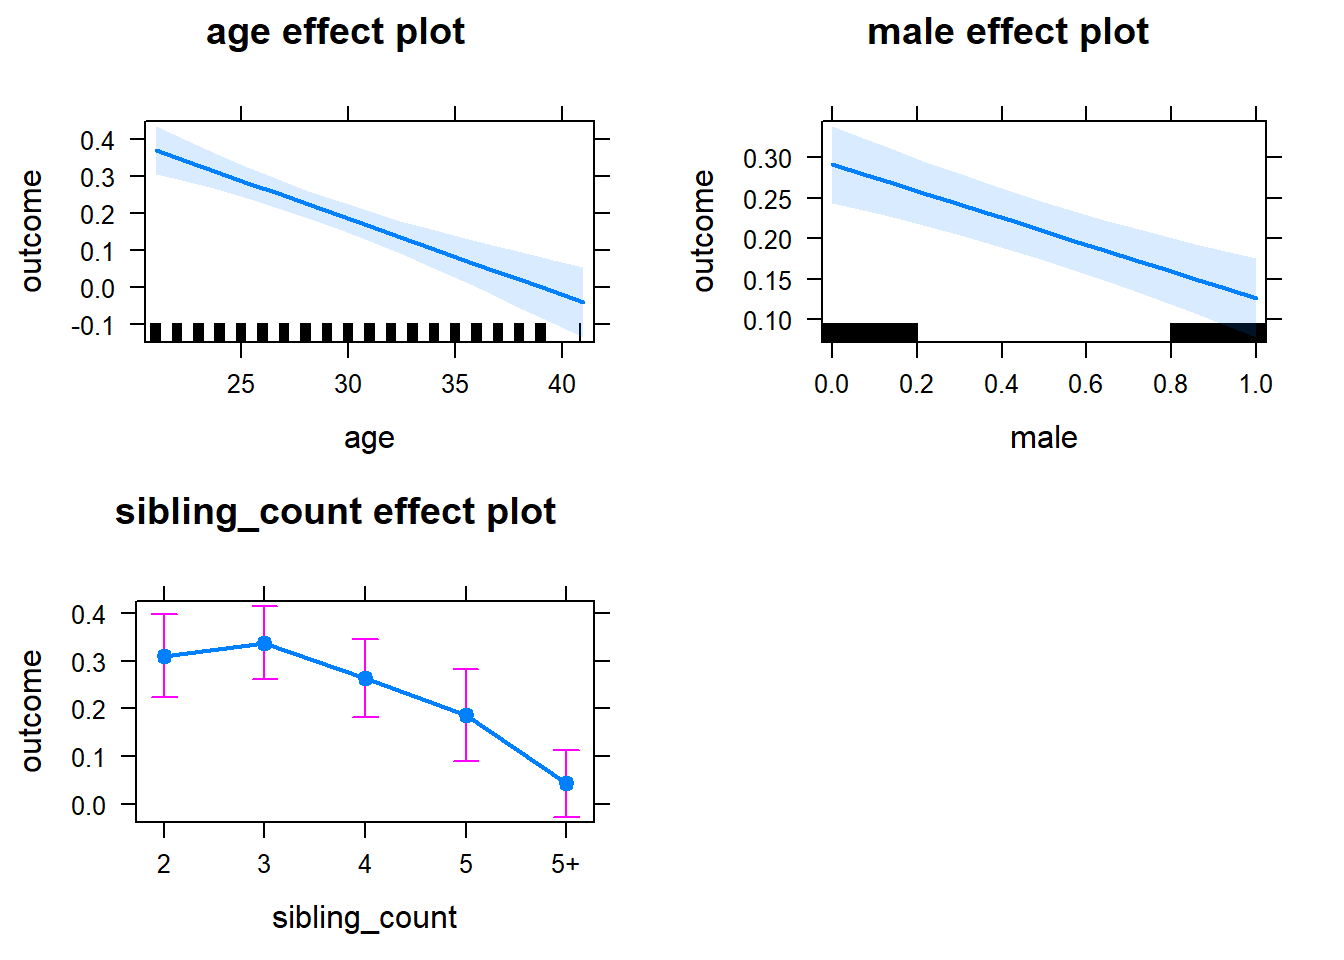 age effect plot
outcome
0.4
0.3
0.2
0.1
0.0
-0.1
25 30 35 40
age
male effect plot
outcome
0.30
0.25
0.20
0.15
0.10
0.0 0.2 0.4 0.6 0.8 1.0
male
sibling_count effect plot
outcome
0.4
0.3
0.2
0.1
0.0
2 3 4 5 5+
sibling_count